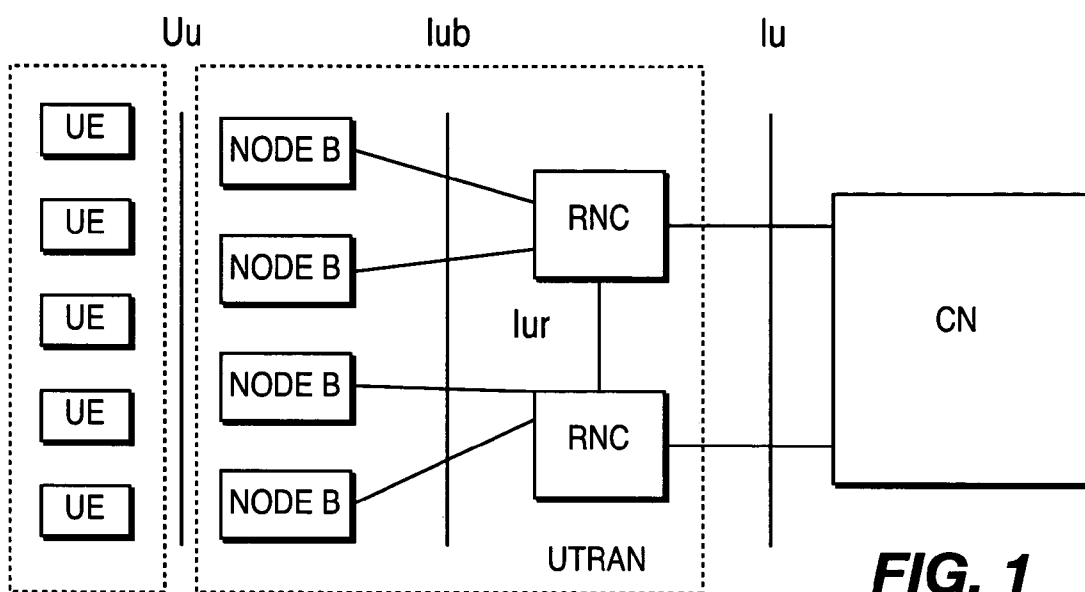 Uu
Iub
Iu
UE
UE
UE
UE
UE
NODE B
NODE B
NODE B
NODE B
RNC
Iur
RNC
UTRAN
CN
FIG. 1